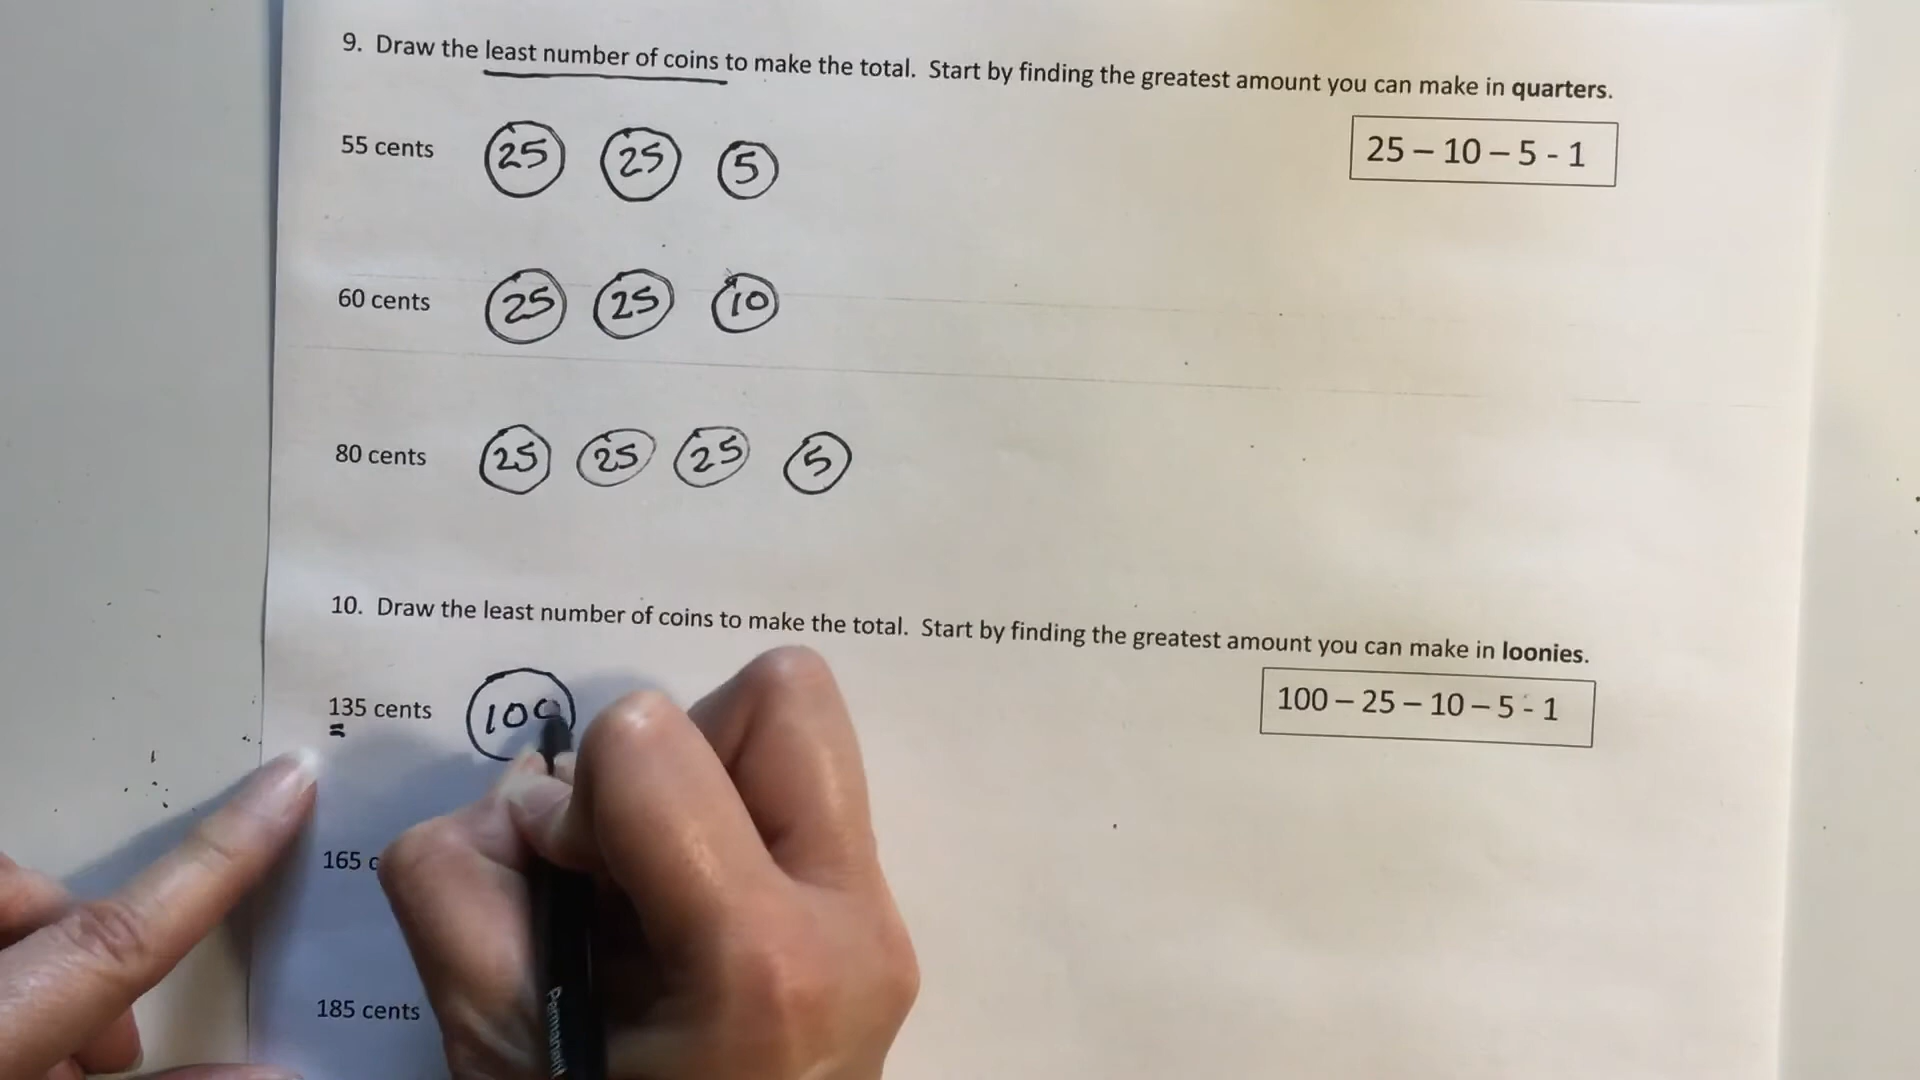 9. Draw the least number of coins to make the total. Start by finding the greatest amount you can make in quarters.
25 – 10 – 5 - 1
55 cents 25 25 5
60 cents 25 25 10
80 cents 25 25 25 5
10. Draw the least number of coins to make the total. Start by finding the greatest amount you can make in loonies.
100 – 25 – 10 – 5 - 1
135 cents 100
165 c
185 cents
Permanent